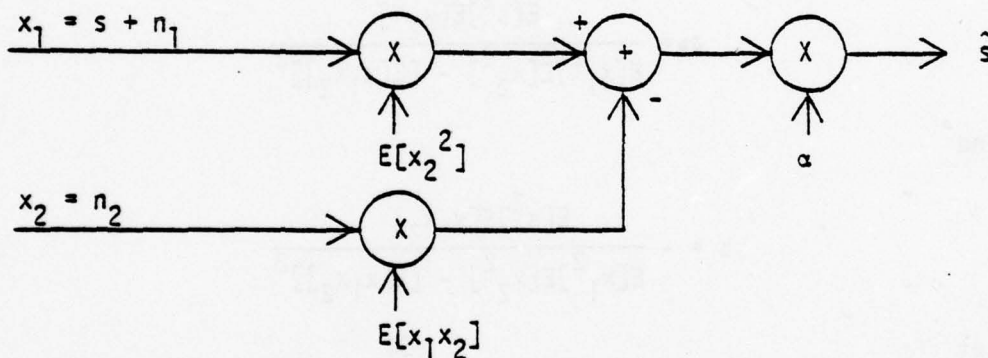 x₁ = s + n₁
X
+
+
-
X
ŝ
E[x₂²]
α
x₂ = n₂
X
E[x₁x₂]